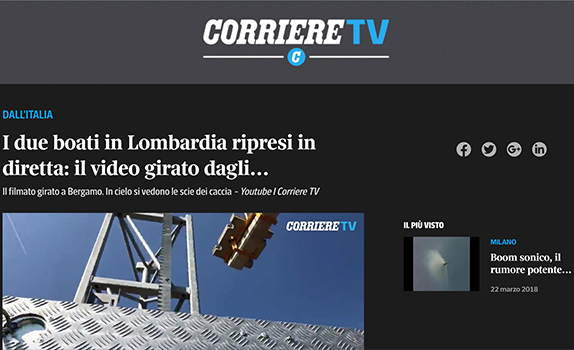 CORRIERE TV
C
DALL'ITALIA
I due boati in Lombardia ripresi in
diretta: il video girato dagli...
Il filmato girato a Bergamo. In cielo si vedono le scie dei caccia - Youtube | Corriere TV
CORRIERE TV
IL PIÙ VISTO
MILANO
Boom sonico, il
rumore potente...
22 marzo 2018